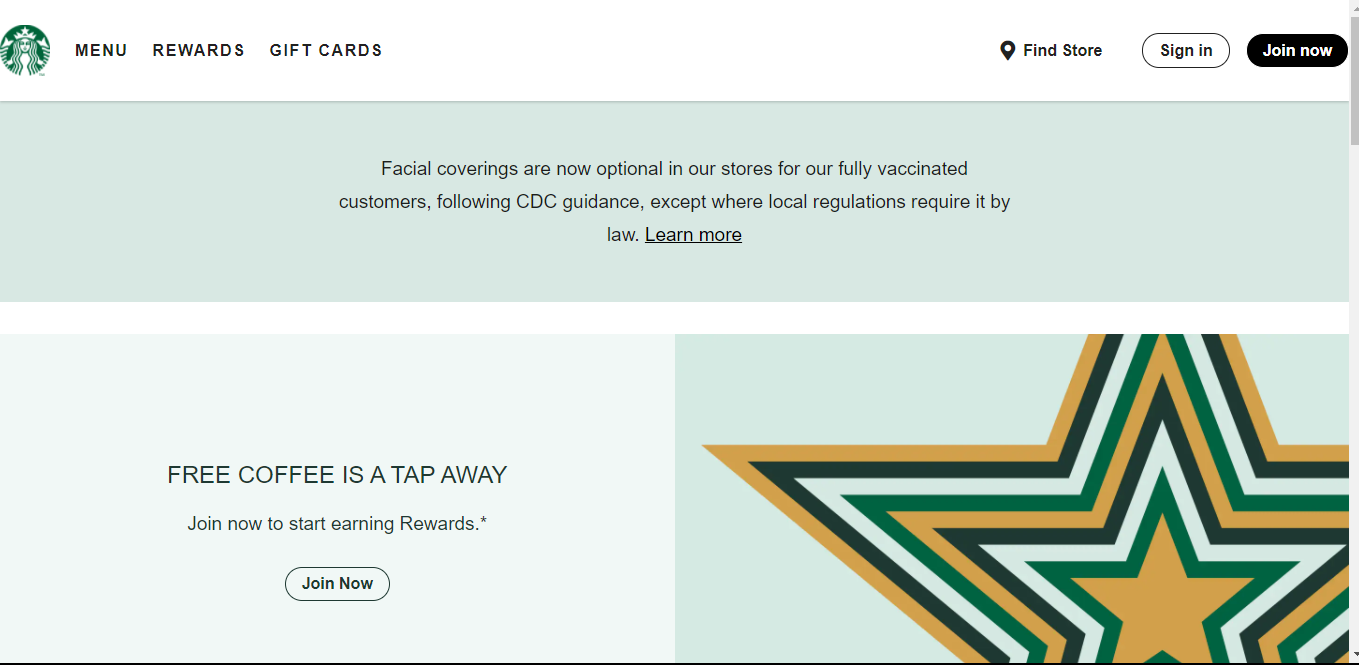 MENU REWARDS GIFT CARDS Find Store Sign in Join now
Facial coverings are now optional in our stores for our fully vaccinated
customers, following CDC guidance, except where local regulations require it by
law. Learn more
FREE COFFEE IS A TAP AWAY
Join now to start earning Rewards.*
Join Now